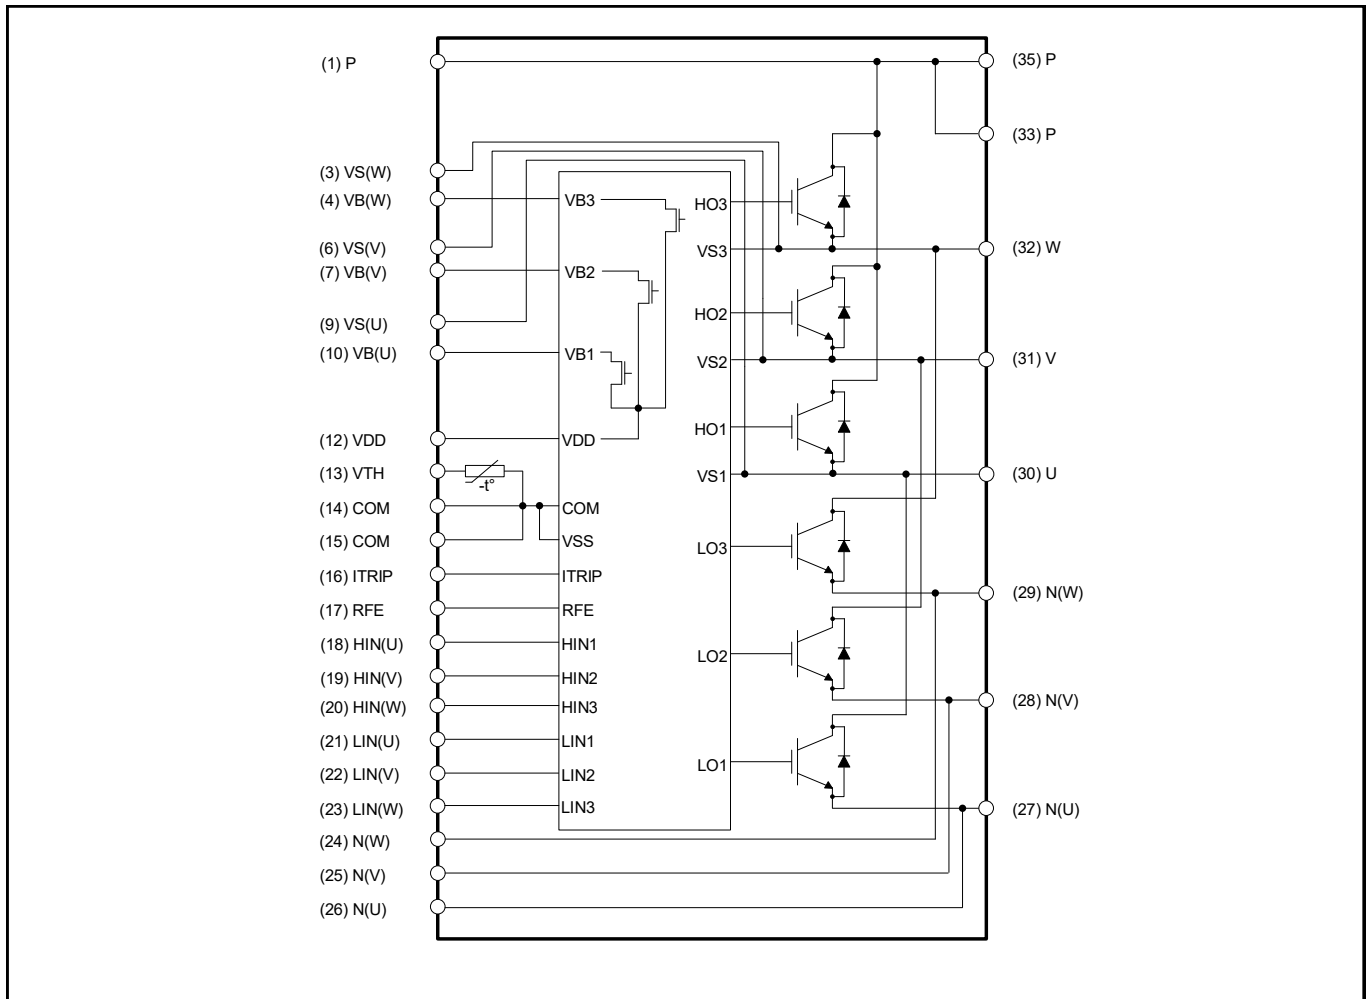 (1) P
(3) VS(W)
(4) VB(W)
(6) VS(V)
(7) VB(V)
(9) VS(U)
(10) VB(U)
(12) VDD
(13) VTH
(14) COM
(15) COM
(16) ITRIP
(17) RFE
(18) HIN(U)
(19) HIN(V)
(20) HIN(W)
(21) LIN(U)
(22) LIN(V)
(23) LIN(W)
(24) N(W)
(25) N(V)
(26) N(U)
-t°
VB3
VB2
VB1
VDD
COM
VSS
ITRIP
RFE
HIN1
HIN2
HIN3
LIN1
LIN2
LIN3
HO3
VS3
HO2
VS2
HO1
VS1
LO3
LO2
LO1
(35) P
(33) P
(32) W
(31) V
(30) U
(29) N(W)
(28) N(V)
(27) N(U)